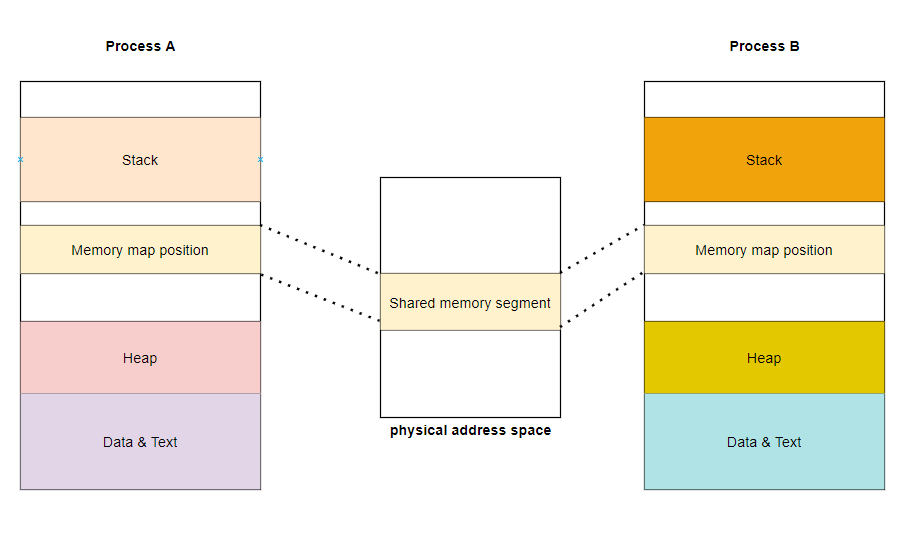 Process A
Process B
Stack
Stack
Memory map position
Memory map position
Shared memory segment
Heap
Heap
physical address space
Data & Text
Data & Text